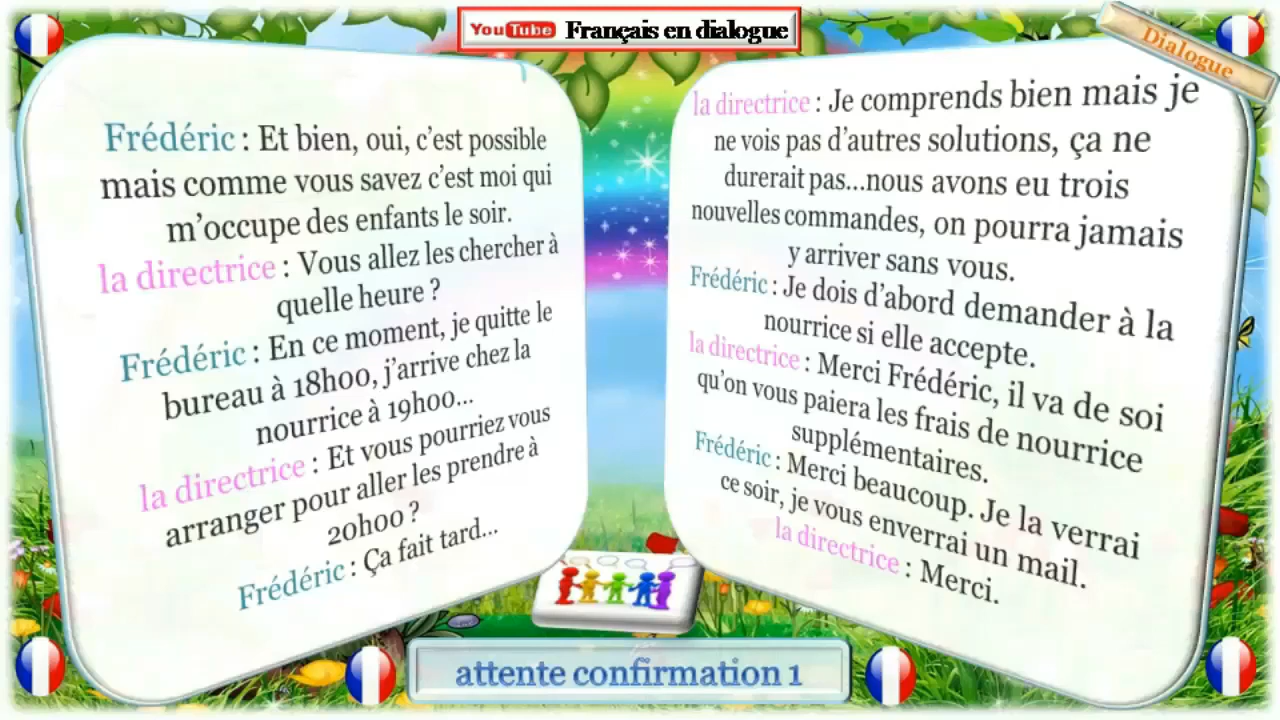 YouTube Français en dialogue
Dialogue
Frédéric : Et bien, oui, c'est possible
mais comme vous savez c'est moi qui
m'occupe des enfants le soir.
la directrice : Vous allez les chercher à
quelle heure ?
Frédéric : En ce moment, je quitte le
bureau à 18h00, j'arrive chez la
nourrice à 19h00...
la directrice : Et vous pourriez vous
arranger pour aller les prendre à
20h00 ?
Frédéric : Ça fait tard...
la directrice : Je comprends bien mais je
ne vois pas d'autres solutions, ça ne
durerait pas...nous avons eu trois
nouvelles commandes, on pourra jamais
y arriver sans vous.
Frédéric : Je dois d'abord demander à la
nourrice si elle accepte.
la directrice : Merci Frédéric, il va de soi
qu'on vous paiera les frais de nourrice
supplémentaires.
Frédéric : Merci beaucoup. Je la verrai
ce soir, je vous enverrai un mail.
la directrice : Merci.
attente confirmation 1